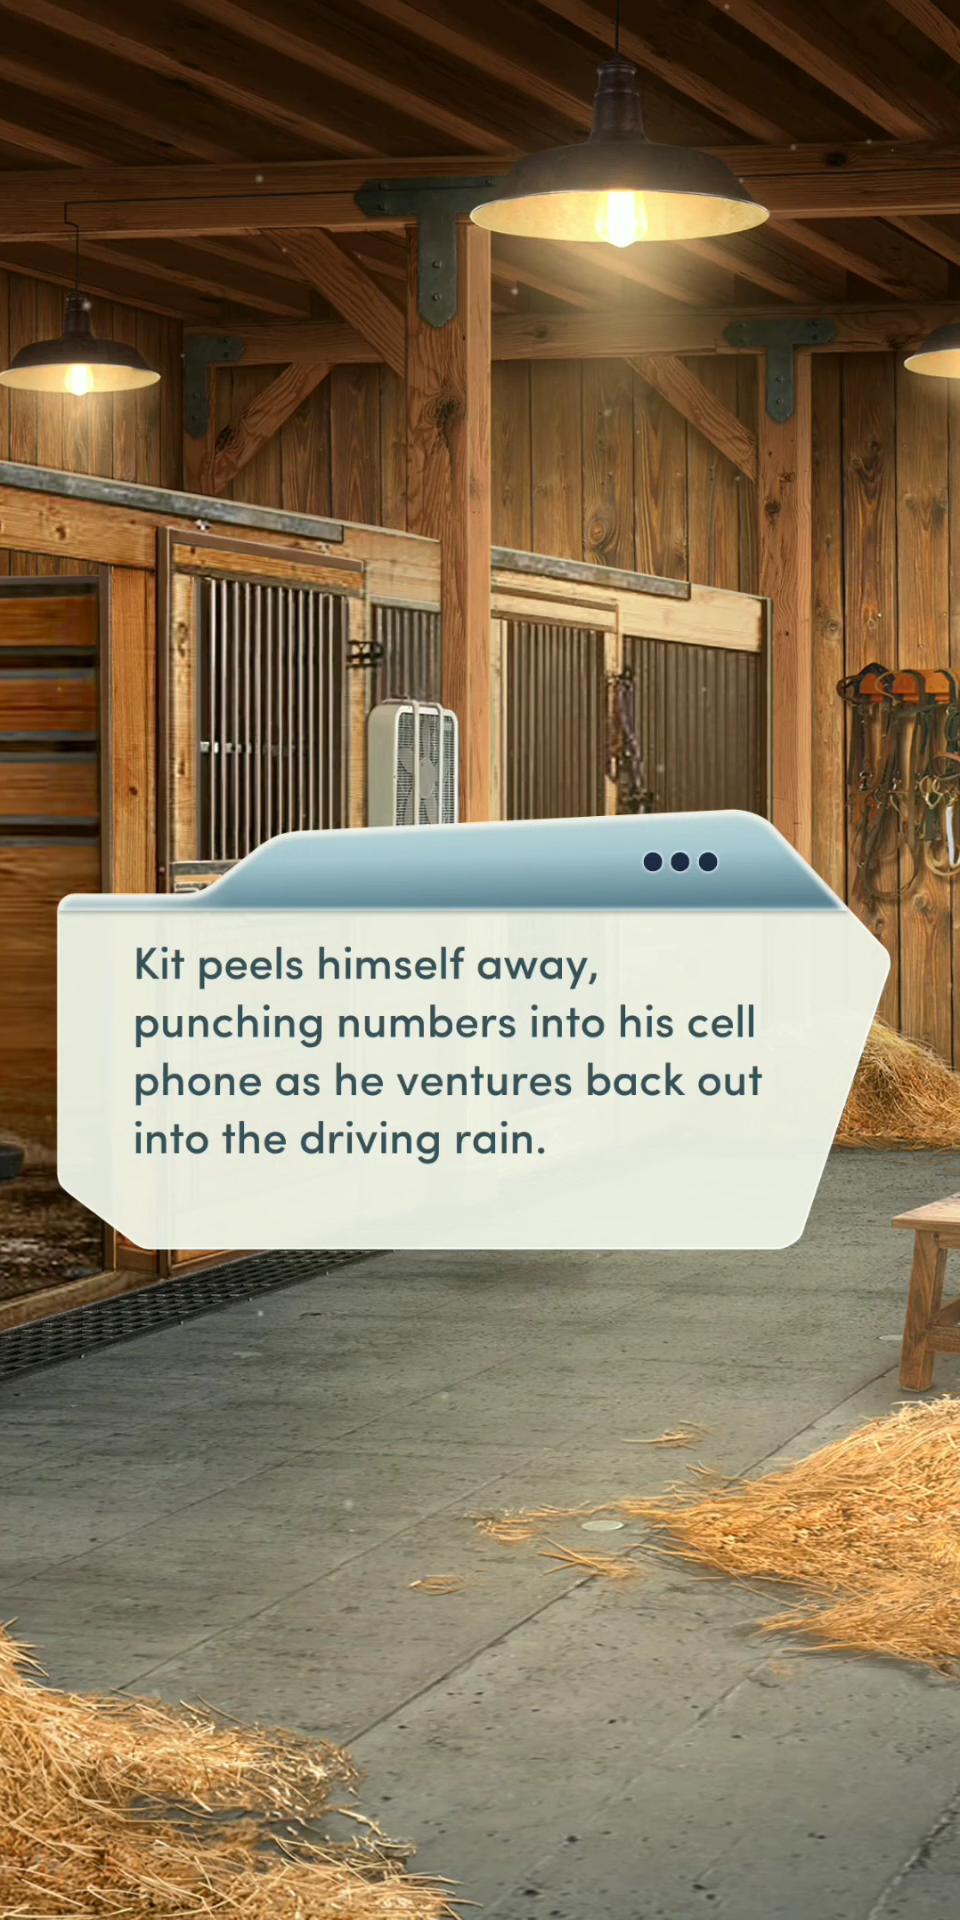 Kit peels himself away,
punching numbers into his cell
phone as he ventures back out
into the driving rain.